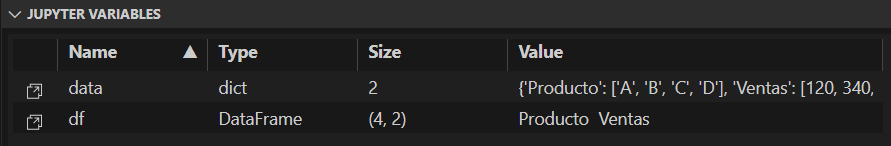 JUPYTER VARIABLES
Name ▲ Type Size Value
data dict 2 {'Producto': ['A', 'B', 'C', 'D'], 'Ventas': [120, 340,
df DataFrame (4, 2) Producto Ventas